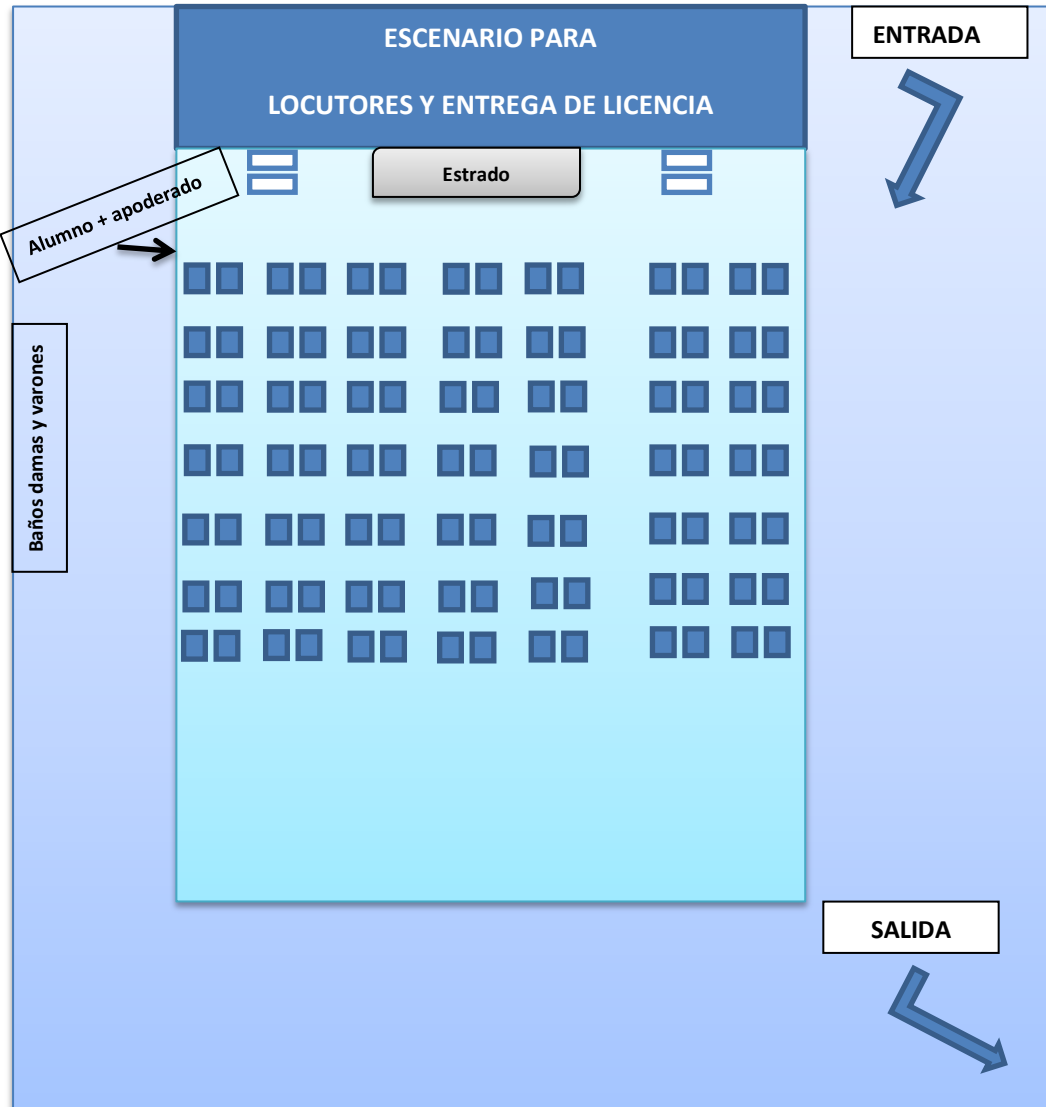 ESCENARIO PARA
LOCUTORES Y ENTREGA DE LICENCIA
ENTRADA
Estrado
Alumno + apoderado
Baños damas y varones
SALIDA